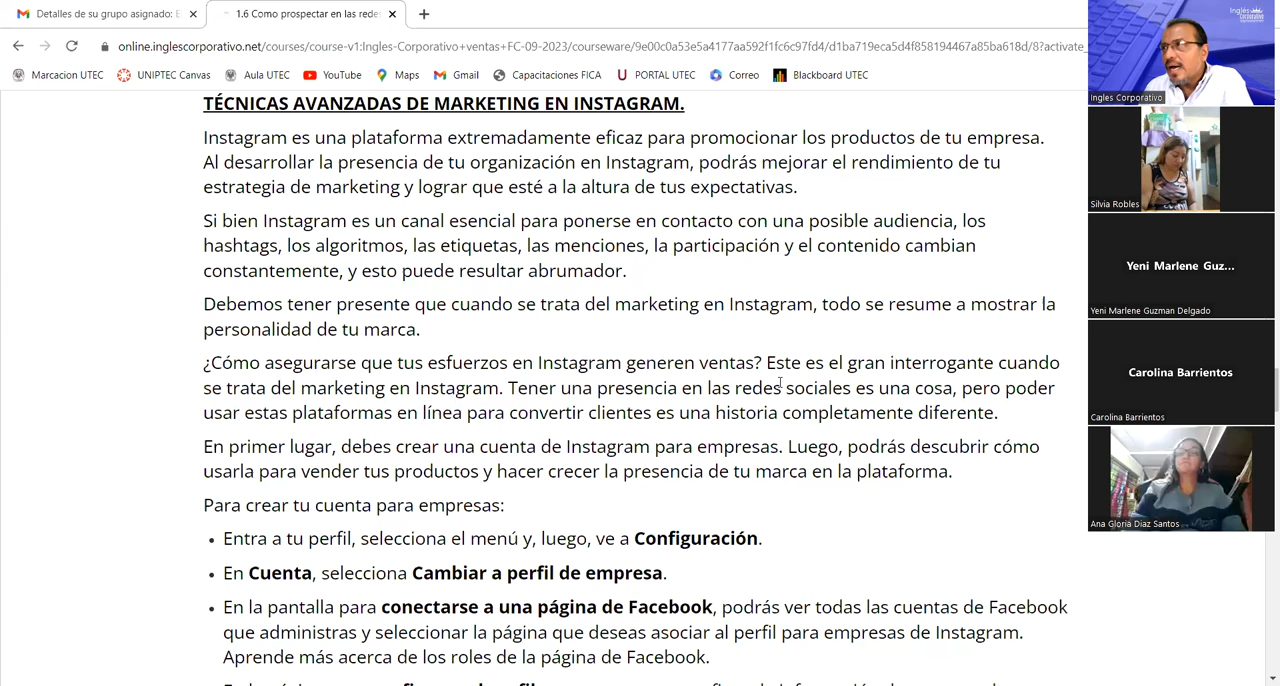 Detalles de su grupo asignado: E
1.6 Como prospectar en las redes
online.inglescorporativo.net/courses/course-v1:Ingles-Corporativo+ventas+FC-09-2023/courseware/9e00c0a53e5a4177aa592f1fc6c97fd4/d1ba719eca5d4f858194467a85ba618d/8?activate_
Marcacion UTEC
UNIPTEC Canvas
Aula UTEC
YouTube
Maps
Gmail
Capacitaciones FICA
PORTAL UTEC
Correo
Blackboard UTEC
TÉCNICAS AVANZADAS DE MARKETING EN INSTAGRAM.
Instagram es una plataforma extremadamente eficaz para promocionar los productos de tu empresa.
Al desarrollar la presencia de tu organización en Instagram, podrás mejorar el rendimiento de tu
estrategia de marketing y lograr que esté a la altura de tus expectativas.
Si bien Instagram es un canal esencial para ponerse en contacto con una posible audiencia, los
hashtags, los algoritmos, las etiquetas, las menciones, la participación y el contenido cambian
constantemente, y esto puede resultar abrumador.
Debemos tener presente que cuando se trata del marketing en Instagram, todo se resume a mostrar la
personalidad de tu marca.
¿Cómo asegurarse que tus esfuerzos en Instagram generen ventas? Este es el gran interrogante cuando
se trata del marketing en Instagram. Tener una presencia en las redes sociales es una cosa, pero poder
usar estas plataformas en línea para convertir clientes es una historia completamente diferente.
En primer lugar, debes crear una cuenta de Instagram para empresas. Luego, podrás descubrir cómo
usarla para vender tus productos y hacer crecer la presencia de tu marca en la plataforma.
Para crear tu cuenta para empresas:
• Entra a tu perfil, selecciona el menú y, luego, ve a Configuración.
• En Cuenta, selecciona Cambiar a perfil de empresa.
• En la pantalla para conectarse a una página de Facebook, podrás ver todas las cuentas de Facebook
que administras y seleccionar la página que deseas asociar al perfil para empresas de Instagram.
Aprende más acerca de los roles de la página de Facebook.
Inglés
Corporativo
Ingles Corporativo
Silvia Robles
Yeni Marlene Guz...
Yeni Marlene Guzman Delgado
Carolina Barrientos
Carolina Barrientos
Ana Gloria Diaz Santos